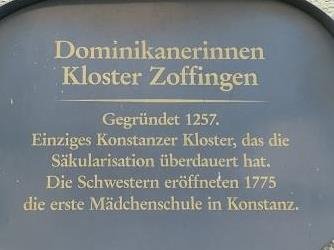 Dominikanerinnen
Kloster Zoffingen
Gegründet 1257.
Einziges Konstanzer Kloster, das die
Säkularisation überdauert hat.
Die Schwestern eröffneten 1775
die erste Mädchenschule in Konstanz.